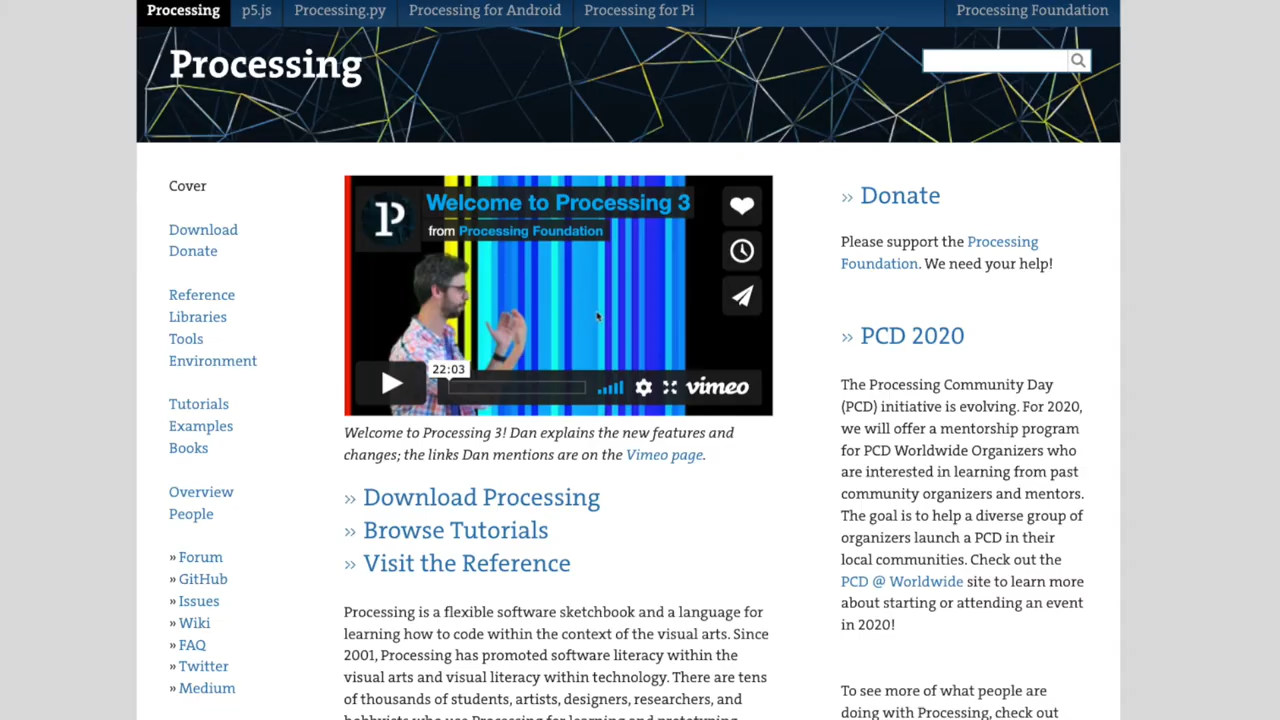 Processing
p5.js
Processing.py
Processing for Android
Processing for Pi
Processing Foundation
Processing
Cover
Download
Donate
Reference
Libraries
Tools
Environment
Tutorials
Examples
Books
Overview
People
» Forum
» GitHub
» Issues
» Wiki
» FAQ
» Twitter
» Medium
Welcome to Processing 3
from Processing Foundation
22:03
vimeo
Welcome to Processing 3! Dan explains the new features and
changes; the links Dan mentions are on the Vimeo page.
» Download Processing
» Browse Tutorials
» Visit the Reference
Processing is a flexible software sketchbook and a language for
learning how to code within the context of the visual arts. Since
2001, Processing has promoted software literacy within the
visual arts and visual literacy within technology. There are tens
of thousands of students, artists, designers, researchers, and
hobbyists who use Processing for learning and prototyping.
» Donate
Please support the Processing
Foundation. We need your help!
» PCD 2020
The Processing Community Day
(PCD) initiative is evolving. For 2020,
we will offer a mentorship program
for PCD Worldwide Organizers who
are interested in learning from past
community organizers and mentors.
The goal is to help a diverse group of
organizers launch a PCD in their
local communities. Check out the
PCD @ Worldwide site to learn more
about starting or attending an event
in 2020!
To see more of what people are
doing with Processing, check out